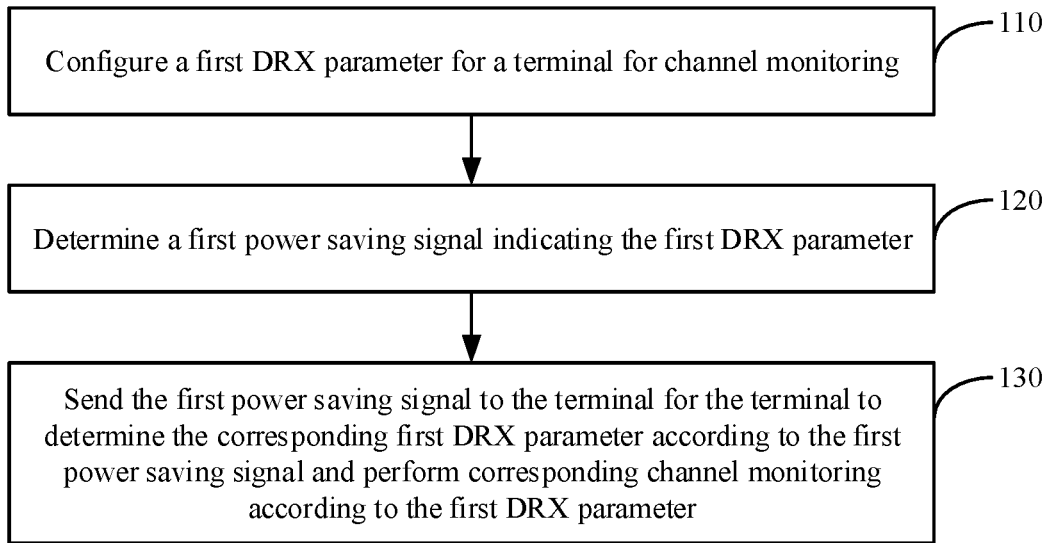 Configure a first DRX parameter for a terminal for channel monitoring
110
Determine a first power saving signal indicating the first DRX parameter
120
Send the first power saving signal to the terminal for the terminal to
determine the corresponding first DRX parameter according to the first
power saving signal and perform corresponding channel monitoring
according to the first DRX parameter
130